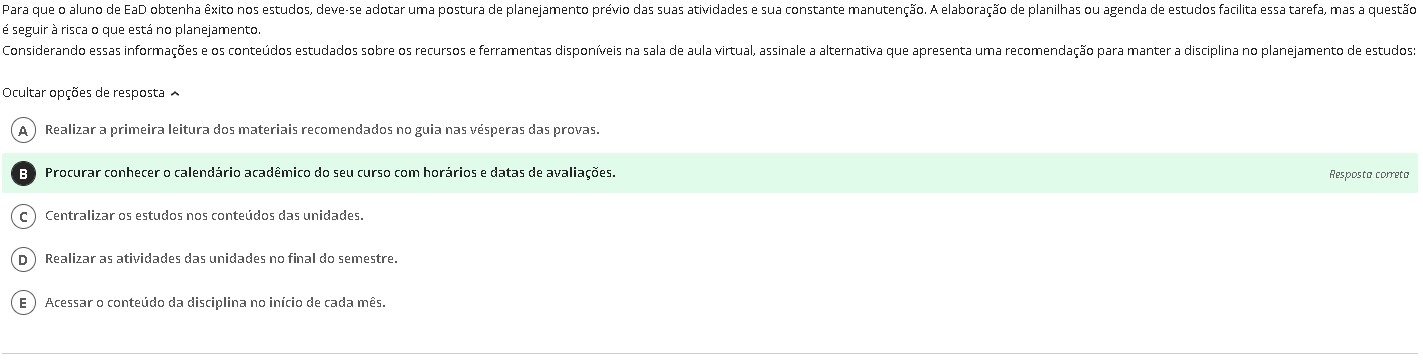 Para que o aluno de EaD obtenha êxito nos estudos, deve-se adotar uma postura de planejamento prévio das suas atividades e sua constante manutenção. A elaboração de planilhas ou agenda de estudos facilita essa tarefa, mas a questão
é seguir à risca o que está no planejamento.
Considerando essas informações e os conteúdos estudados sobre os recursos e ferramentas disponíveis na sala de aula virtual, assinale a alternativa que apresenta uma recomendação para manter a disciplina no planejamento de estudos:
Ocultar opções de resposta
A Realizar a primeira leitura dos materiais recomendados no guia nas vésperas das provas.
B Procurar conhecer o calendário acadêmico do seu curso com horários e datas de avaliações. Resposta correta
C Centralizar os estudos nos conteúdos das unidades.
D Realizar as atividades das unidades no final do semestre.
E Acessar o conteúdo da disciplina no início de cada mês.